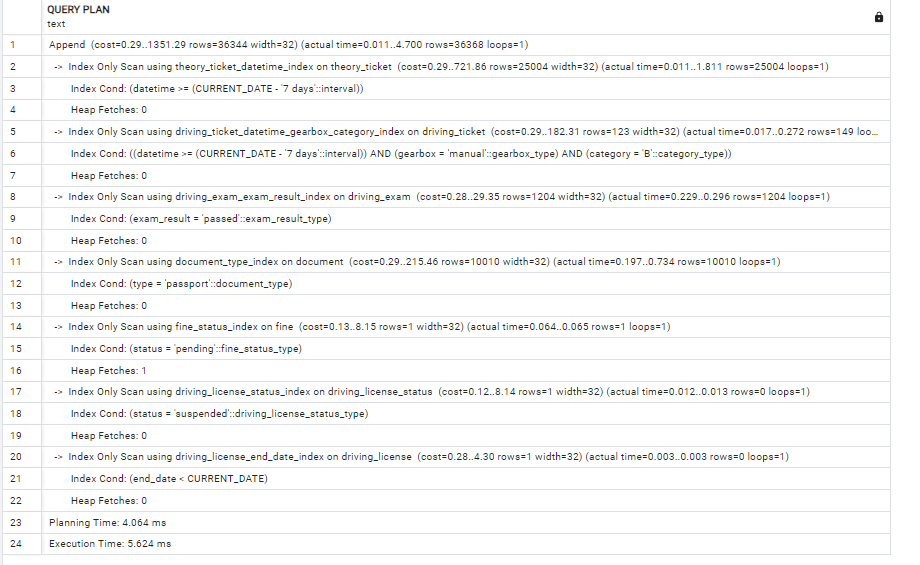 QUERY PLAN
text
1 Append (cost=0.29..1351.29 rows=36344 width=32) (actual time=0.011..4.700 rows=36368 loops=1)
2 -> Index Only Scan using theory_ticket_datetime_index on theory_ticket (cost=0.29..721.86 rows=25004 width=32) (actual time=0.011..1.811 rows=25004 loops=1)
3 Index Cond: (datetime >= (CURRENT_DATE - '7 days'::interval))
4 Heap Fetches: 0
5 -> Index Only Scan using driving_ticket_datetime_gearbox_category_index on driving_ticket (cost=0.29..182.31 rows=123 width=32) (actual time=0.017..0.272 rows=149 loo...
6 Index Cond: ((datetime >= (CURRENT_DATE - '7 days'::interval)) AND (gearbox = 'manual'::gearbox_type) AND (category = 'B'::category_type))
7 Heap Fetches: 0
8 -> Index Only Scan using driving_exam_exam_result_index on driving_exam (cost=0.28..29.35 rows=1204 width=32) (actual time=0.229..0.296 rows=1204 loops=1)
9 Index Cond: (exam_result = 'passed'::exam_result_type)
10 Heap Fetches: 0
11 -> Index Only Scan using document_type_index on document (cost=0.29..215.46 rows=10010 width=32) (actual time=0.197..0.734 rows=10010 loops=1)
12 Index Cond: (type = 'passport'::document_type)
13 Heap Fetches: 0
14 -> Index Only Scan using fine_status_index on fine (cost=0.13..8.15 rows=1 width=32) (actual time=0.064..0.065 rows=1 loops=1)
15 Index Cond: (status = 'pending'::fine_status_type)
16 Heap Fetches: 1
17 -> Index Only Scan using driving_license_status_index on driving_license_status (cost=0.12..8.14 rows=1 width=32) (actual time=0.012..0.013 rows=0 loops=1)
18 Index Cond: (status = 'suspended'::driving_license_status_type)
19 Heap Fetches: 0
20 -> Index Only Scan using driving_license_end_date_index on driving_license (cost=0.28..4.30 rows=1 width=32) (actual time=0.003..0.003 rows=0 loops=1)
21 Index Cond: (end_date < CURRENT_DATE)
22 Heap Fetches: 0
23 Planning Time: 4.064 ms
24 Execution Time: 5.624 ms